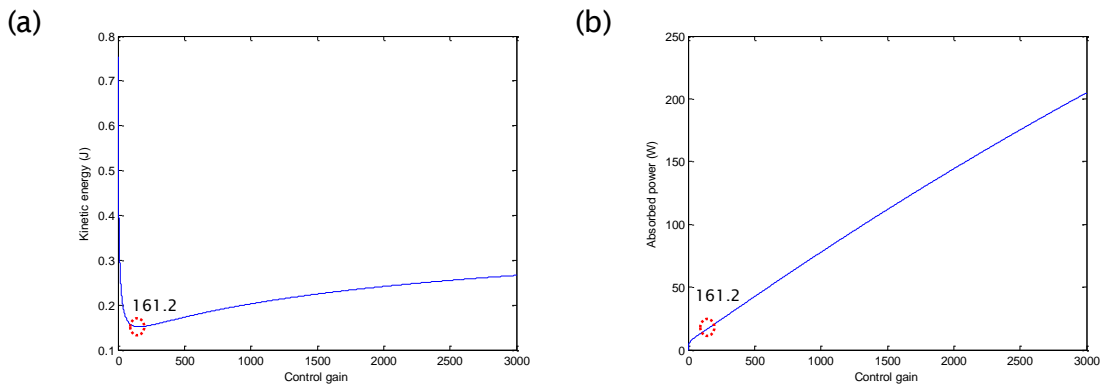 (a)
0.8
0.7
0.6
0.5
0.4
0.3
0.2
0.1
Kinetic energy (J)
161.2
0 500 1000 1500 2000 2500 3000
Control gain
(b)
250
200
150
100
50
0
Absorbed power (W)
161.2
0 500 1000 1500 2000 2500 3000
Control gain